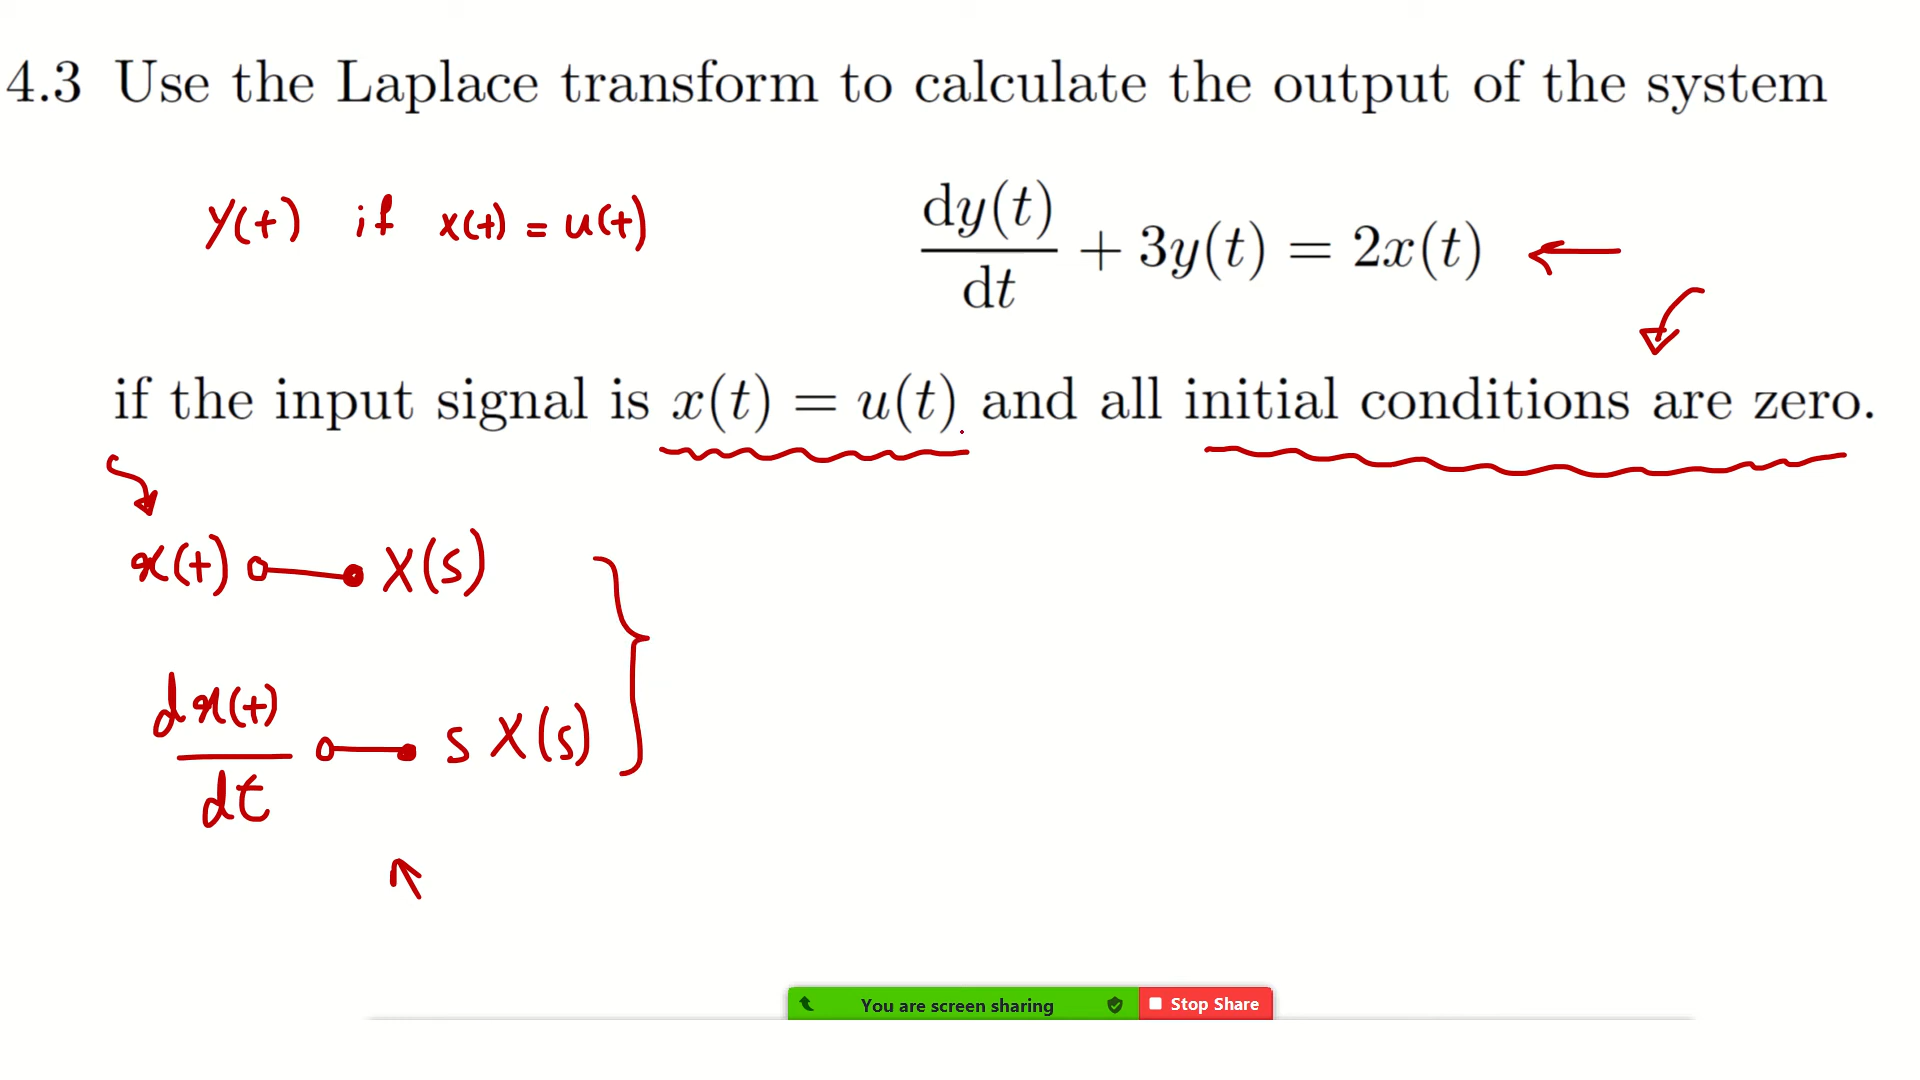 4.3 Use the Laplace transform to calculate the output of the system
y(t) if x(t) = u(t)
dy(t)/dt + 3y(t) = 2x(t)
if the input signal is x(t) = u(t) and all initial conditions are zero.
x(t) X(s)
dx(t)/dt s X(s)
You are screen sharing Stop Share